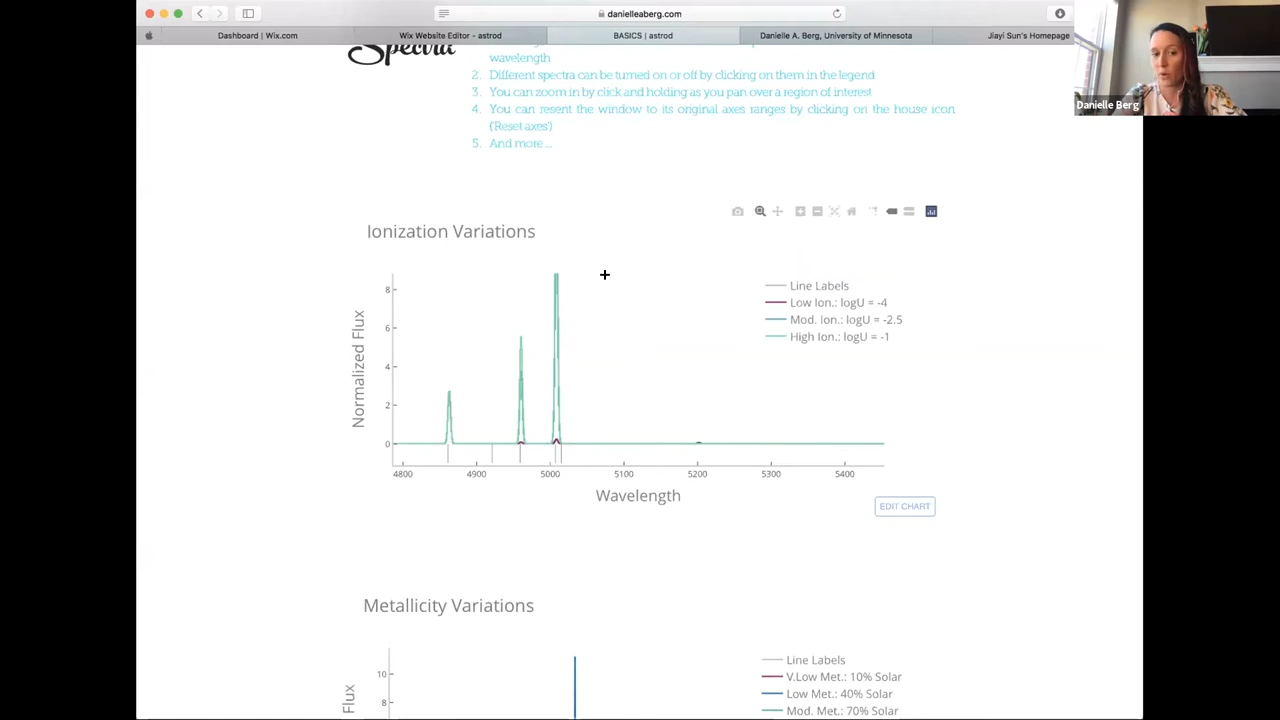 danielleaberg.com
Dashboard | Wix.com
Wix Website Editor - astrod
BASICS | astrod
Danielle A. Berg, University of Minnesota
Jiayi Sun's Homepage
Danielle Berg
Spectra
wavelength
2. Different spectra can be turned on or off by clicking on them in the legend
3. You can zoom in by click and holding as you pan over a region of interest
4. You can resent the window to its original axes ranges by clicking on the house icon
('Reset axes')
5. And more ...
Ionization Variations
Line Labels
Low Ion.: logU = -4
Mod. Ion.: logU = -2.5
High Ion.: logU = -1
Normalized Flux
8
6
4
2
0
4800 4900 5000 5100 5200 5300 5400
Wavelength
EDIT CHART
Metallicity Variations
Line Labels
V.Low Met.: 10% Solar
Low Met.: 40% Solar
Mod. Met.: 70% Solar
Flux
10
8